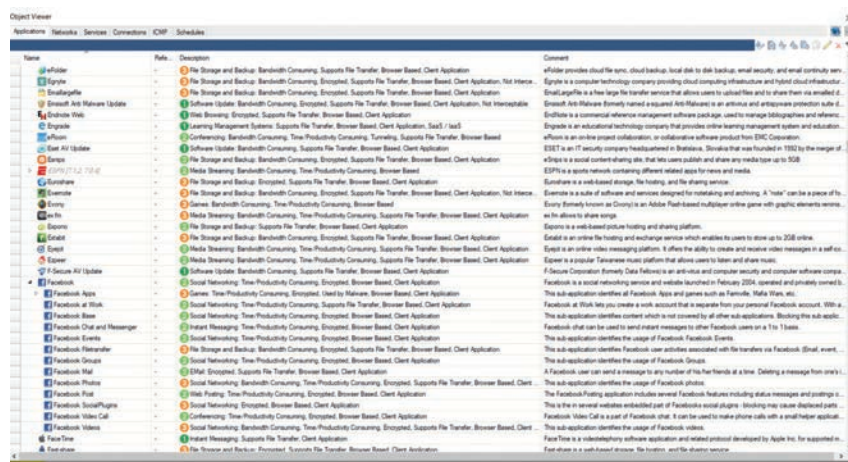 Object Viewer
Applications Networks Services Connections ICMP Schedules
Name Refe... Description Comment
eFolder - File Storage and Backup: Bandwidth Consuming, Supports File Transfer, Browser Based, Client Application eFolder provides cloud file sync, cloud backup, local disk to disk backup, email security, and email continuity serv...
Egnyte - File Storage and Backup: Bandwidth Consuming, Encrypted, Supports File Transfer, Browser Based, Client Application, Not Interce... Egnyte is a computer technology company providing cloud computing infrastructure and hybrid cloud infrastructur...
Emailargefile - File Storage and Backup: Bandwidth Consuming, Supports File Transfer, Browser Based EmailLargeFile is a free large file transfer service that allows users to upload files and to share them via emailed d...
Emsisoft Anti Malware Update - Software Update: Bandwidth Consuming, Encrypted, Supports File Transfer, Client Application, Not Interceptable Emsisoft Anti-Malware (formerly named a-squared Anti-Malware) is an antivirus and antispyware protection suite d...
Endnote Web - Web Browsing: Encrypted, Supports File Transfer, Browser Based, Client Application EndNote is a commercial reference management software package, used to manage bibliographies and referenc...
Engrade - Learning Management Systems: Supports File Transfer, Browser Based, Client Application, SaaS / IaaS Engrade is an educational technology company that provides online learning management system and education...
eRoom - Conferencing: Bandwidth Consuming, Time/Productivity Consuming, Tunneling, Supports File Transfer, Browser Based eRoom is an online project collaboration, or collaborative software product from EMC Corporation.
Eset AV Update - Software Update: Bandwidth Consuming, Supports File Transfer, Client Application ESET is an IT security company headquartered in Bratislava, Slovakia that was founded in 1992 by the merger of
Esnips - File Storage and Backup: Bandwidth Consuming, Encrypted, Supports File Transfer, Browser Based, Client Application eSnips is a social content-sharing site, that lets users publish and share any media type up to 5GB
ESPN - Media Streaming: Bandwidth Consuming, Time/Productivity Consuming, Browser Based ESPN is a sports network containing different related apps for news and media.
Euroshare - File Storage and Backup: Bandwidth Consuming, Supports File Transfer, Browser Based, Client Application Euroshare is a web-based storage, file hosting, and file sharing service.
Evernote - File Storage and Backup: Bandwidth Consuming, Encrypted, Supports File Transfer, Browser Based, Client Application, Not Interce... Evernote is a suite of software and services designed for notetaking and archiving. A "note" can be a piece of fo...
Evony - Games: Bandwidth Consuming, Time/Productivity Consuming, Browser Based Evony (formerly known as Civony) is an Adobe Flash-based multiplayer online game with graphic elements reminis...
ex.fm - Media Streaming: Bandwidth Consuming, Time/Productivity Consuming, Supports File Transfer, Browser Based, Client Application ex.fm allows to share songs.
Expono - File Storage and Backup: Supports File Transfer, Browser Based, Client Application Expono is a web-based picture hosting and sharing platform.
Extabit - File Storage and Backup: Bandwidth Consuming, Supports File Transfer, Browser Based, Client Application Extabit is an online file hosting and exchange service which enables its users to store up to 2GB online.
Eyejot - Media Streaming: Bandwidth Consuming, Time/Productivity Consuming, Supports File Transfer, Browser Based, Client Application Eyejot is an online video messaging platform. It offers the ability to create and receive video messages in a self-co...
Ezpeer - Media Streaming: Bandwidth Consuming, Time/Productivity Consuming, Supports File Transfer, Browser Based, Client Application Ezpeer is a popular Taiwanese music platform that allows users to listen and share music.
F-Secure AV Update - Software Update: Bandwidth Consuming, Supports File Transfer, Browser Based, Client Application F-Secure Corporation (formerly Data Fellows) is an anti-virus and computer security and computer software compa...
Facebook - Social Networking: Time/Productivity Consuming, Encrypted, Supports File Transfer, Browser Based, Client Application Facebook is a social networking service and website launched in February 2004, operated and privately owned b...
Facebook Apps - Games: Time/Productivity Consuming, Encrypted, Used by Malware, Browser Based, Client Application This sub-application identifies all Facebook Apps and games such as Farmville, Mafia Wars, etc.
Facebook at Work - Social Networking: Time/Productivity Consuming, Supports File Transfer, Browser Based, Client Application Facebook at Work lets you create a work account that is separate from your personal Facebook account. With a...
Facebook Base - Social Networking: Time/Productivity Consuming, Encrypted, Browser Based, Client Application This sub-application identifies content which is not covered by all other sub-applications. Blocking this sub-applic...
Facebook Chat and Messenger - Instant Messaging: Time/Productivity Consuming, Encrypted, Supports File Transfer, Browser Based, Client Application Facebook chat can be used to send instant messages to other Facebook users on a 1 to 1 basis.
Facebook Events - Social Networking: Time/Productivity Consuming, Encrypted, Browser Based, Client Application This sub-application identifies the usage of Facebook Events.
Facebook Filetransfer - File Storage and Backup: Bandwidth Consuming, Encrypted, Supports File Transfer, Browser Based, Client Application This sub-application identifies Facebook user activities associated with file transfers via Facebook (Email, event, ...
Facebook Groups - Social Networking: Time/Productivity Consuming, Encrypted, Browser Based, Client Application This sub-application identifies the usage of Facebook Groups.
Facebook Mail - EMail: Encrypted, Supports File Transfer, Browser Based, Client Application A Facebook user can send a message to any number of his/her friends at a time. Deleting a message from one's i...
Facebook Photos - Social Networking: Bandwidth Consuming, Time/Productivity Consuming, Encrypted, Supports File Transfer, Browser Based, Client ... This sub-application identifies the usage of Facebook photos.
Facebook Post - Web Posting: Time/Productivity Consuming, Encrypted, Browser Based, Client Application The Facebook Posting application includes several Facebook features including status messages and postings o...
Facebook SocialPlugins - Social Networking: Encrypted, Browser Based, Client Application This is the in several websites embedded part of Facebooks social plugins - blocking may cause displaced parts ...
Facebook Video Call - Conferencing: Time/Productivity Consuming, Encrypted, Browser Based, Client Application Facebook Video Call is a part of Facebook chat. It can be used to make phone calls with a small helper applicati...
Facebook Videos - Social Networking: Bandwidth Consuming, Time/Productivity Consuming, Encrypted, Supports File Transfer, Browser Based, Client ... This sub-application identifies the usage of Facebook videos.
FaceTime - Instant Messaging: Supports File Transfer, Client Application FaceTime is a videotelephony software application and related protocol developed by Apple Inc. for supported m...
Fast-share - File Storage and Backup: Encrypted, Supports File Transfer, Browser Based, Client Application Fast-share is a web-based storage, file hosting, and file sharing service.